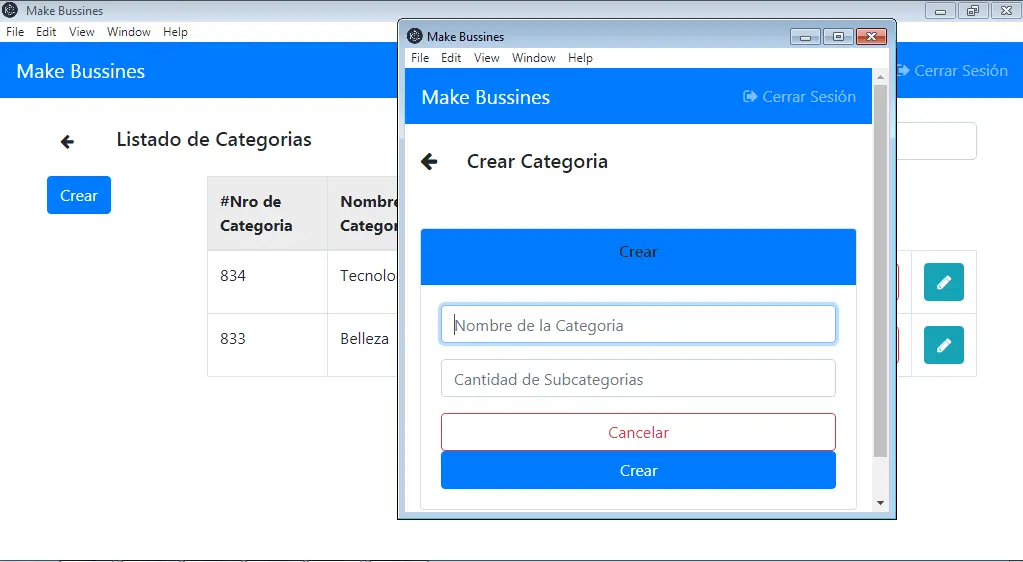 Make Bussines
File Edit View Window Help
Make Bussines
Cerrar Sesión
Listado de Categorias
Crear
#Nro de
Categoria
834
Tecnolo
833
Belleza
Make Bussines
File Edit View Window Help
Make Bussines
Cerrar Sesión
Crear Categoria
Crear
Nombre de la Categoria
Cantidad de Subcategorias
Cancelar
Crear